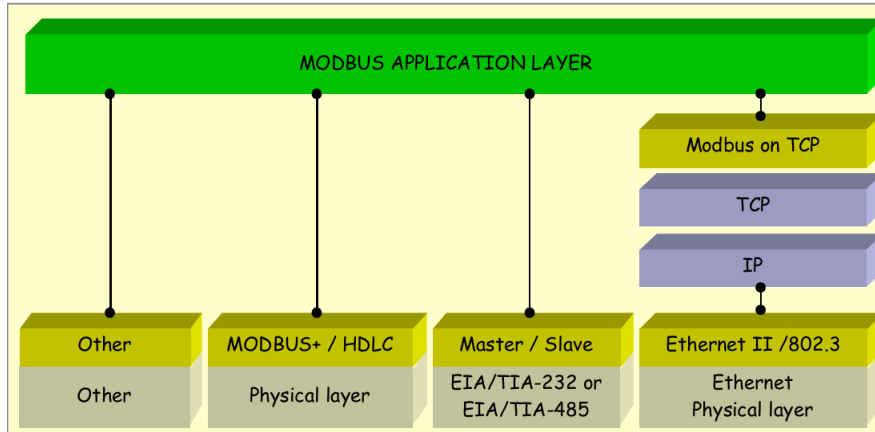 MODBUS APPLICATION LAYER
Modbus on TCP
TCP
IP
Other
MODBUS+ / HDLC
Master / Slave
Ethernet II /802.3
Other
Physical layer
EIA/TIA-232 or
EIA/TIA-485
Ethernet
Physical layer